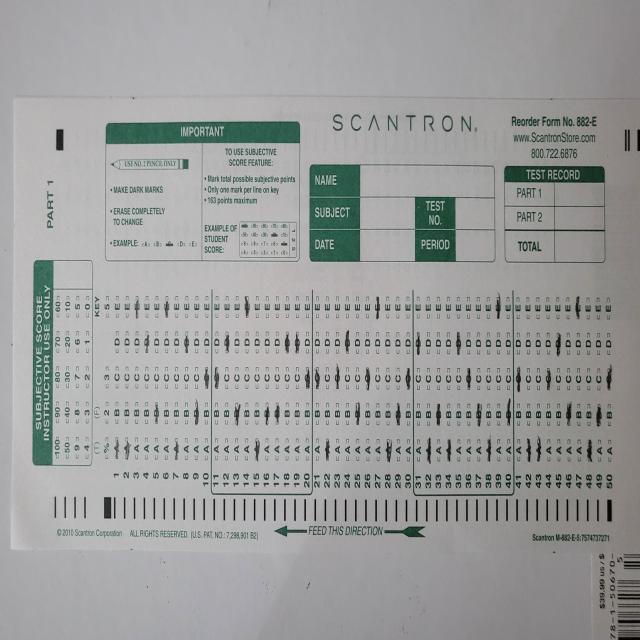 SCANTRON®
Reorder Form No. 882-E
www.ScantronStore.com
800.722.6876
PART 1
IMPORTANT
USE NO. 2 PENCIL ONLY
• MAKE DARK MARKS
• ERASE COMPLETELY
TO CHANGE
• EXAMPLE: A B D E
TO USE SUBJECTIVE
SCORE FEATURE:
• Mark total possible subjective points
• Only one mark per line on key
• 163 points maximum
EXAMPLE OF
STUDENT
SCORE:
NAME
SUBJECT
TEST
NO.
DATE
PERIOD
TEST RECORD
PART 1
PART 2
TOTAL
SUBJECTIVE SCORE
INSTRUCTOR USE ONLY
100 90 80 70 60
50 40 30 20 10
9 8 7 6 5
4 3 2 1 0
KEY
(T) (F)
% 2 3 4 5
1 2 3 4 5 6 7 8 9 10 11 12 13 14 15 16 17 18 19 20 21 22 23 24 25 26 27 28 29 30 31 32 33 34 35 36 37 38 39 40 41 42 43 44 45 46 47 48 49 50
© 2010 Scantron Corporation ALL RIGHTS RESERVED. (U.S. PAT. NO.: 7,298,901 B2)
FEED THIS DIRECTION
Scantron M-882-E-5:7574737271
$39.99 US / $
78-1-50670-
5